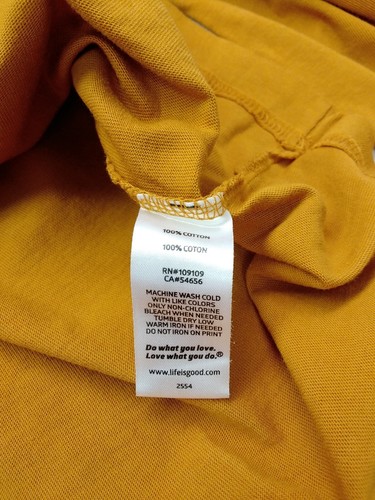 100% COTTON
100% COTON
RN#109109
CA#54656
MACHINE WASH COLD
WITH LIKE COLORS
ONLY NON-CHLORINE
BLEACH WHEN NEEDED
TUMBLE DRY LOW
WARM IRON IF NEEDED
DO NOT IRON ON PRINT
Do what you love.
Love what you do.®
www.lifeisgood.com
2554